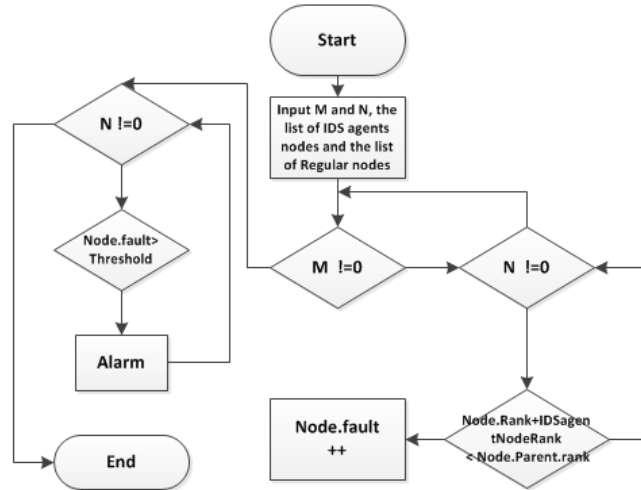 Start
Input M and N, the
list of IDS agents
nodes and the list
of Regular nodes
N !=0
Node.fault>
Threshold
M !=0
N !=0
Alarm
Node.fault
++
Node.Rank+IDSagen
tNodeRank
< Node.Parent.rank
End